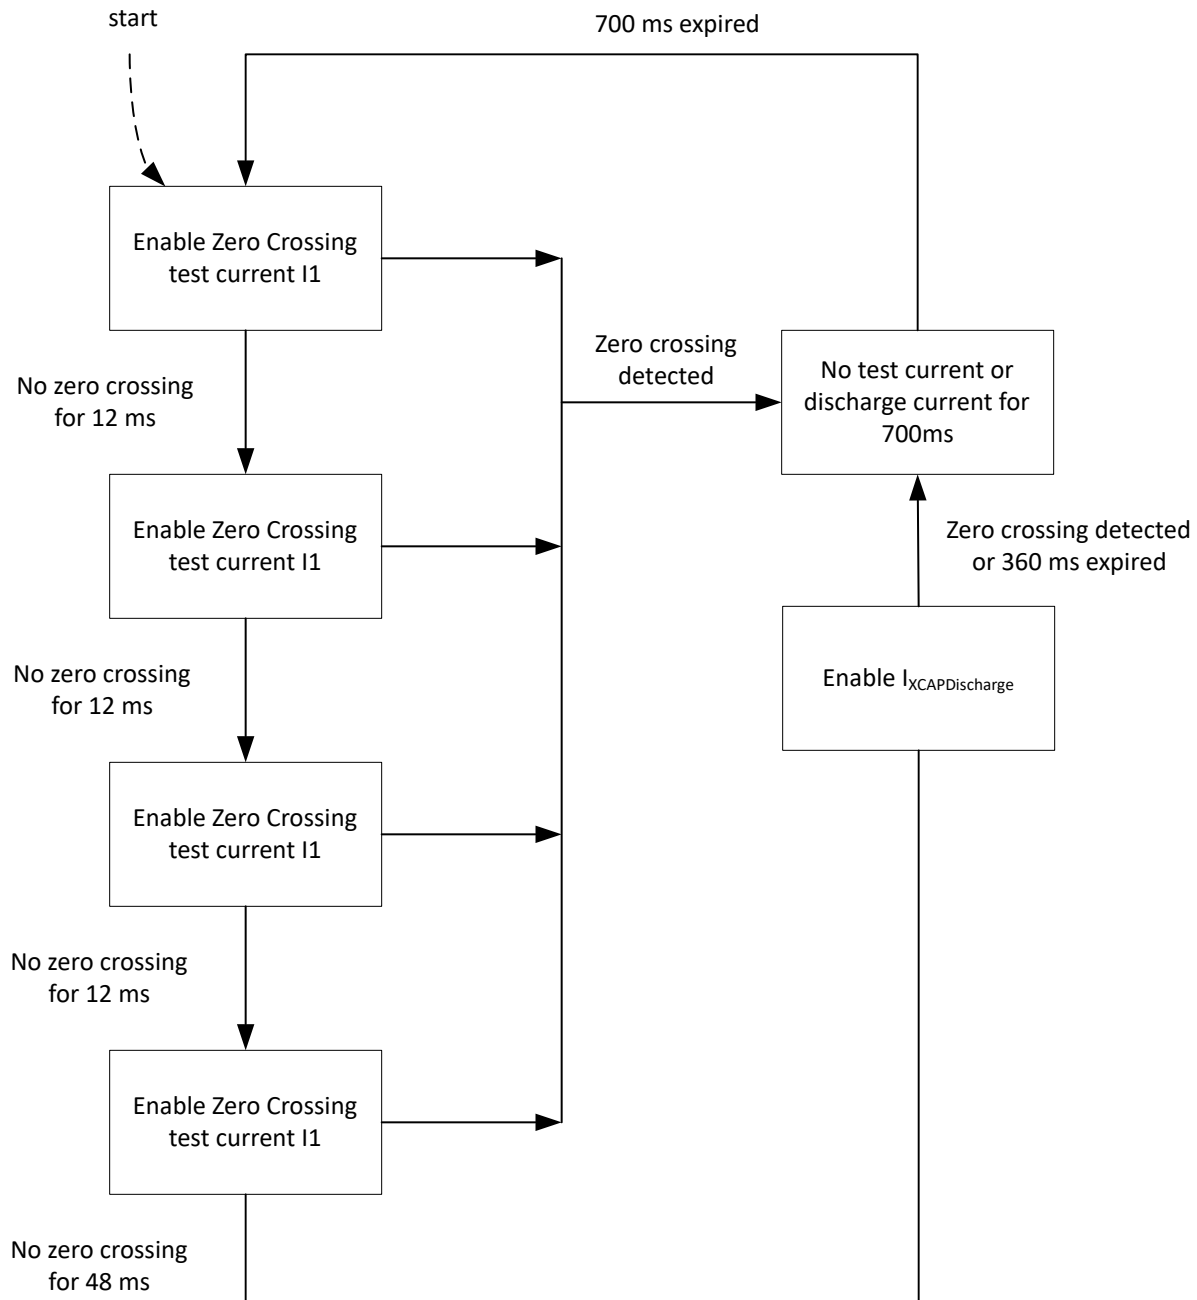 start
700 ms expired
Enable Zero Crossing
test current I1
No zero crossing
for 12 ms
Zero crossing
detected
No test current or
discharge current for
700ms
Enable Zero Crossing
test current I1
Zero crossing detected
or 360 ms expired
No zero crossing
for 12 ms
Enable IXCAPDischarge
Enable Zero Crossing
test current I1
No zero crossing
for 12 ms
Enable Zero Crossing
test current I1
No zero crossing
for 48 ms